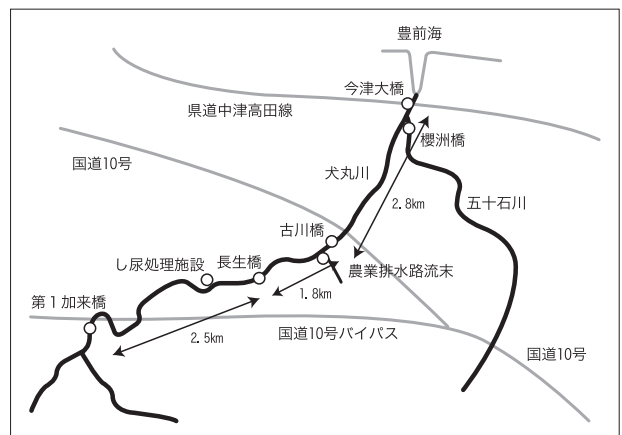 豊前海
今津大橋
県道中津高田線
櫻洲橋
国道10号
犬丸川
2.8km
五十石川
古川橋
し尿処理施設
長生橋
農業排水路流末
1.8km
第1加来橋
国道10号バイパス
2.5km
国道10号